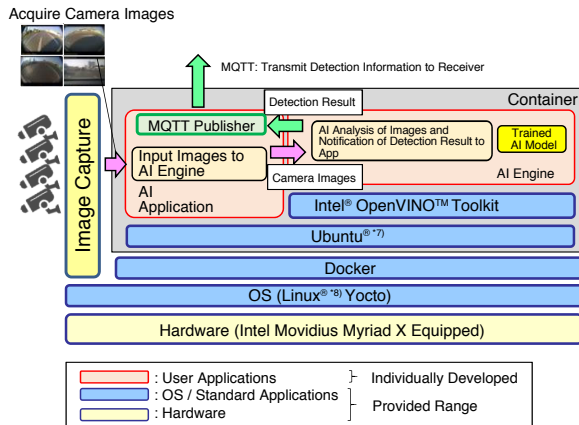 Acquire Camera Images
MQTT: Transmit Detection Information to Receiver
Detection Result
Container
MQTT Publisher
AI Analysis of Images and
Notification of Detection Result to
App
Trained
AI Model
Input Images to
AI Engine
Camera Images
AI Engine
AI
Application
Image Capture
Intel® OpenVINO™ Toolkit
Ubuntu® *7)
Docker
OS (Linux® *8) Yocto)
Hardware (Intel Movidius Myriad X Equipped)
: User Applications
Individually Developed
: OS / Standard Applications
Provided Range
: Hardware